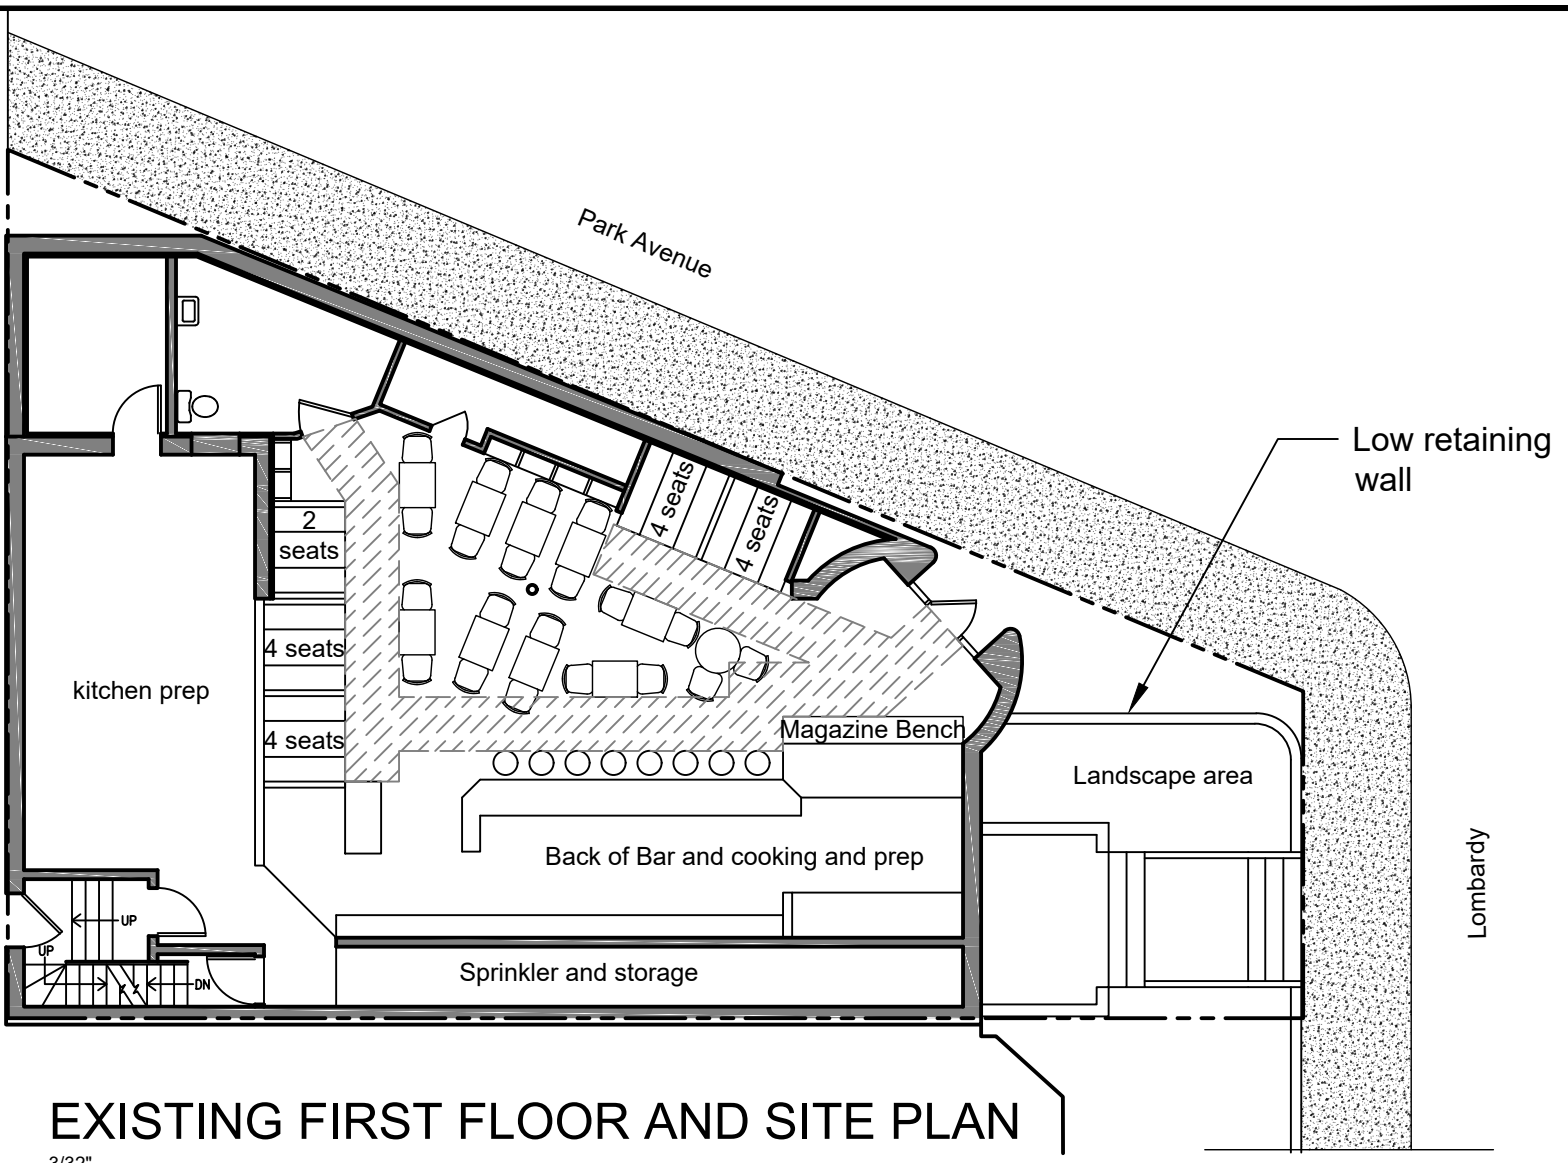 Park Avenue
Low retaining
wall
4 seats
4 seats
2
seats
4 seats
kitchen prep
4 seats
Magazine Bench
Landscape area
Back of Bar and cooking and prep
Lombardy
UP
UP
Sprinkler and storage
DN
EXISTING FIRST FLOOR AND SITE PLAN
3/32"